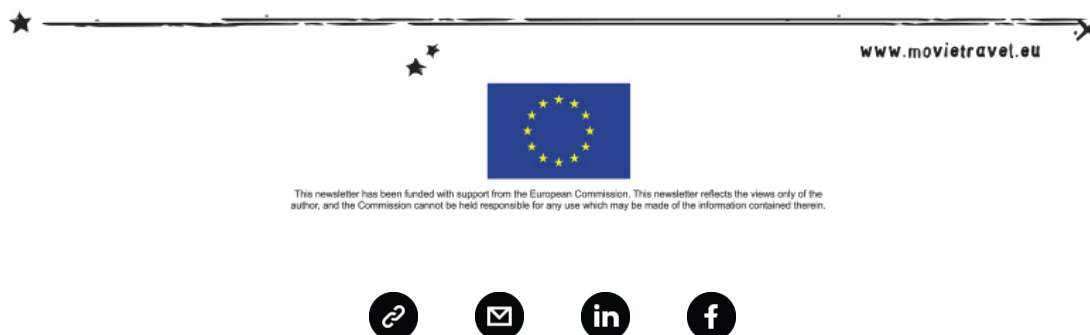 www.movietravel.eu
This newsletter has been funded with support from the European Commission. This newsletter reflects the views only of the
author, and the Commission cannot be held responsible for any use which may be made of the information contained therein.
in
f